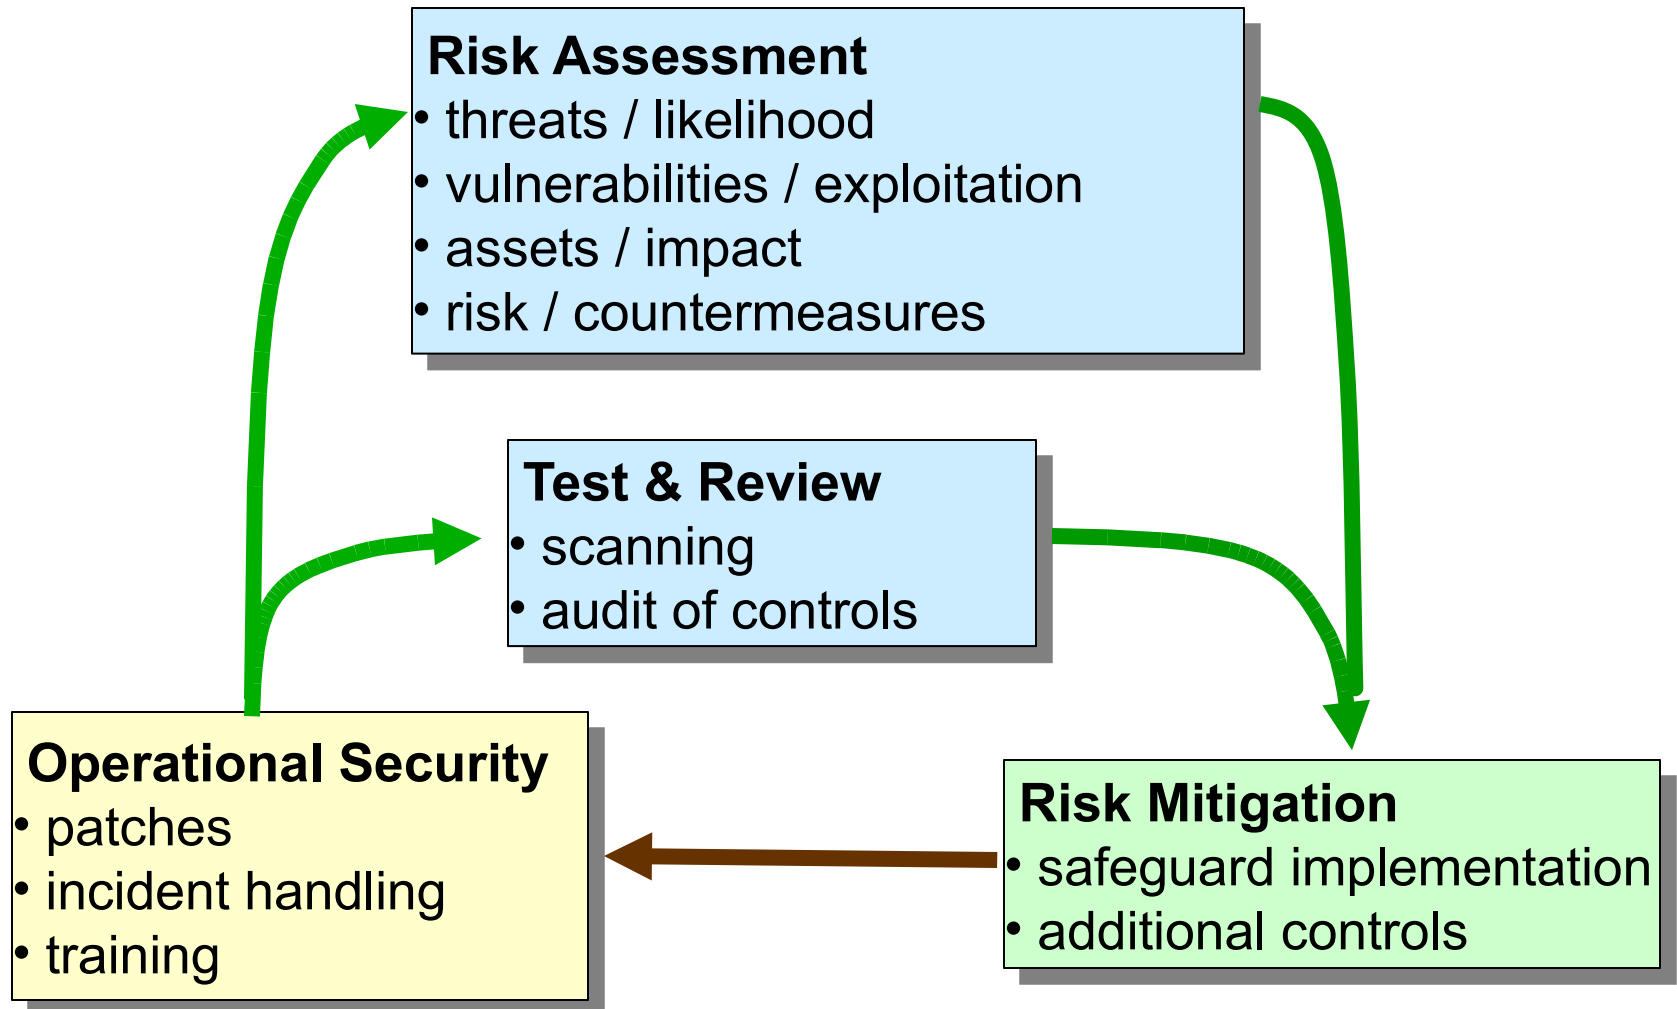 Risk Assessment
• threats / likelihood
• vulnerabilities / exploitation
• assets / impact
• risk / countermeasures
Test & Review
• scanning
• audit of controls
Operational Security
• patches
• incident handling
• training
Risk Mitigation
• safeguard implementation
• additional controls